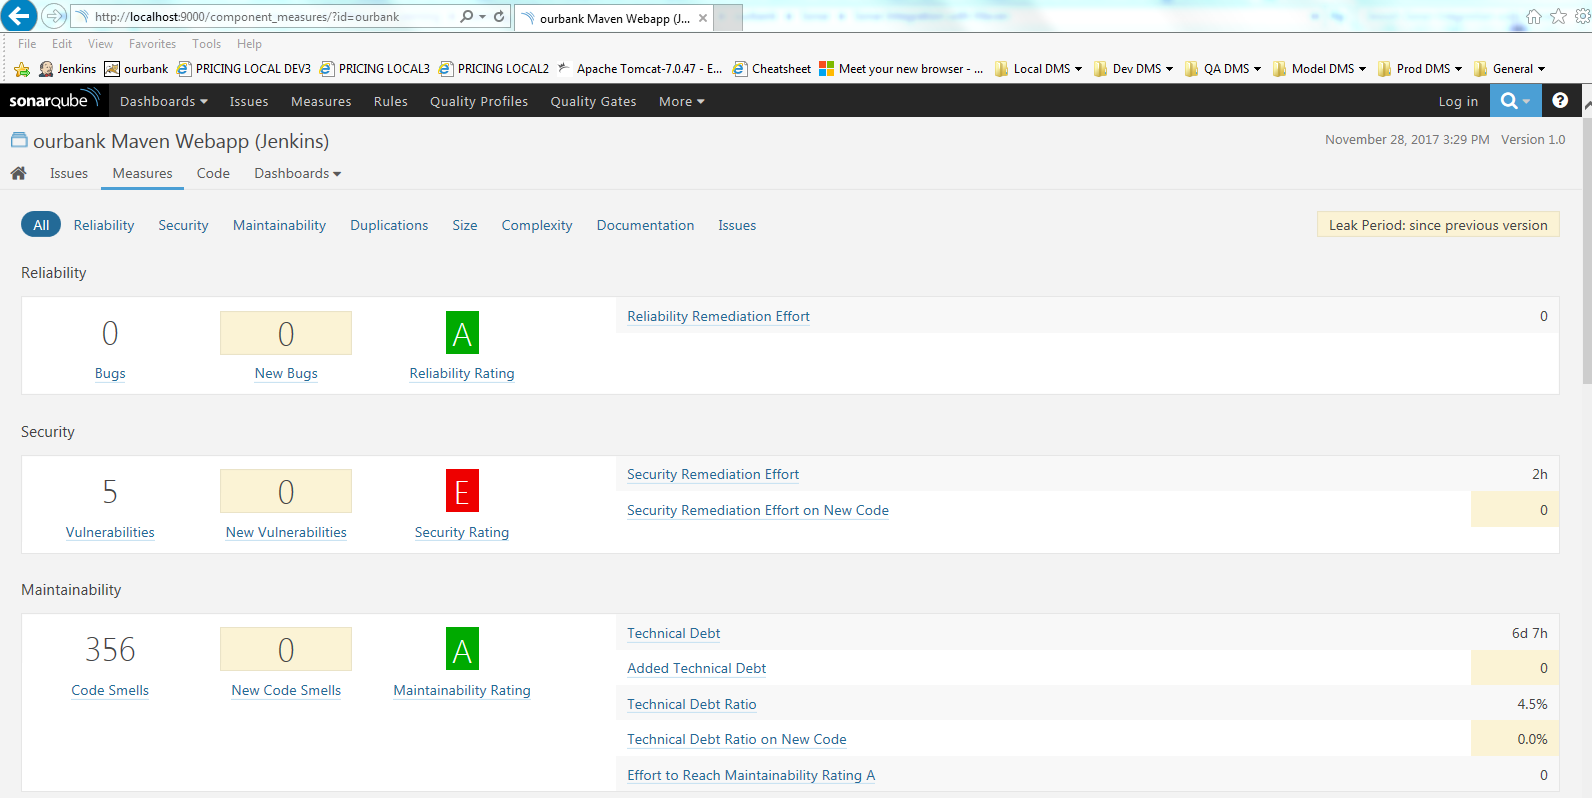 http://localhost:9000/component_measures/?id=ourbank
ourbank Maven Webapp (J...
File Edit View Favorites Tools Help
Jenkins ourbank PRICING LOCAL DEV3 PRICING LOCAL3 PRICING LOCAL2 Apache Tomcat-7.0.47 - E... Cheatsheet Meet your new browser - ... Local DMS Dev DMS QA DMS Model DMS Prod DMS General
sonarqube Dashboards Issues Measures Rules Quality Profiles Quality Gates More Log in ?
ourbank Maven Webapp (Jenkins) November 28, 2017 3:29 PM Version 1.0
Issues Measures Code Dashboards
All Reliability Security Maintainability Duplications Size Complexity Documentation Issues Leak Period: since previous version
Reliability
0 0 A Reliability Remediation Effort 0
Bugs New Bugs Reliability Rating
Security
5 0 E Security Remediation Effort 2h
Security Remediation Effort on New Code 0
Vulnerabilities New Vulnerabilities Security Rating
Maintainability
356 0 A Technical Debt 6d 7h
Added Technical Debt 0
Code Smells New Code Smells Maintainability Rating
Technical Debt Ratio 4.5%
Technical Debt Ratio on New Code 0.0%
Effort to Reach Maintainability Rating A 0